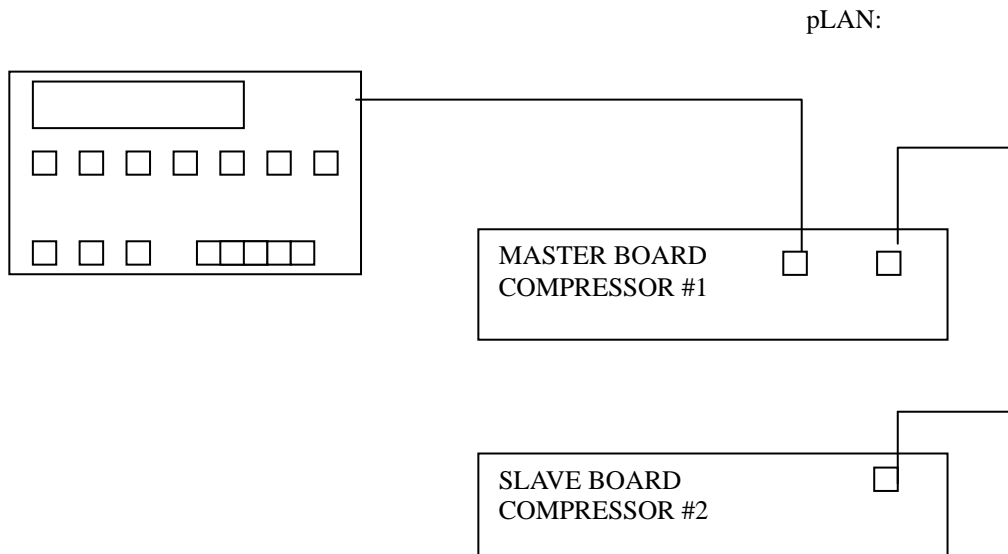 pLAN:
MASTER BOARD
COMPRESSOR #1
SLAVE BOARD
COMPRESSOR #2